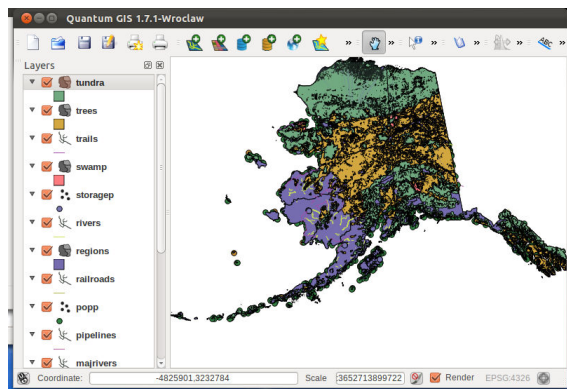 Quantum GIS 1.7.1-Wroclaw
Layers
tundra
trees
trails
swamp
storagep
rivers
regions
railroads
popp
pipelines
majrivers
Coordinate: -4825901,3232784 Scale :3652713899722 Render EPSG:4326